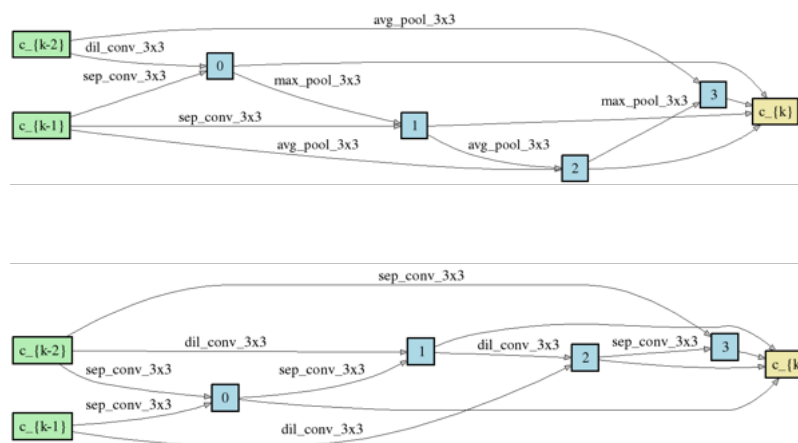 avg_pool_3x3
c_{k-2}
dil_conv_3x3
0
sep_conv_3x3
max_pool_3x3
3
max_pool_3x3
c_{k}
c_{k-1}
sep_conv_3x3
1
avg_pool_3x3
avg_pool_3x3
2
sep_conv_3x3
c_{k-2}
dil_conv_3x3
1
dil_conv_3x3
sep_conv_3x3
3
2
c_{k
sep_conv_3x3
sep_conv_3x3
0
sep_conv_3x3
c_{k-1}
dil_conv_3x3